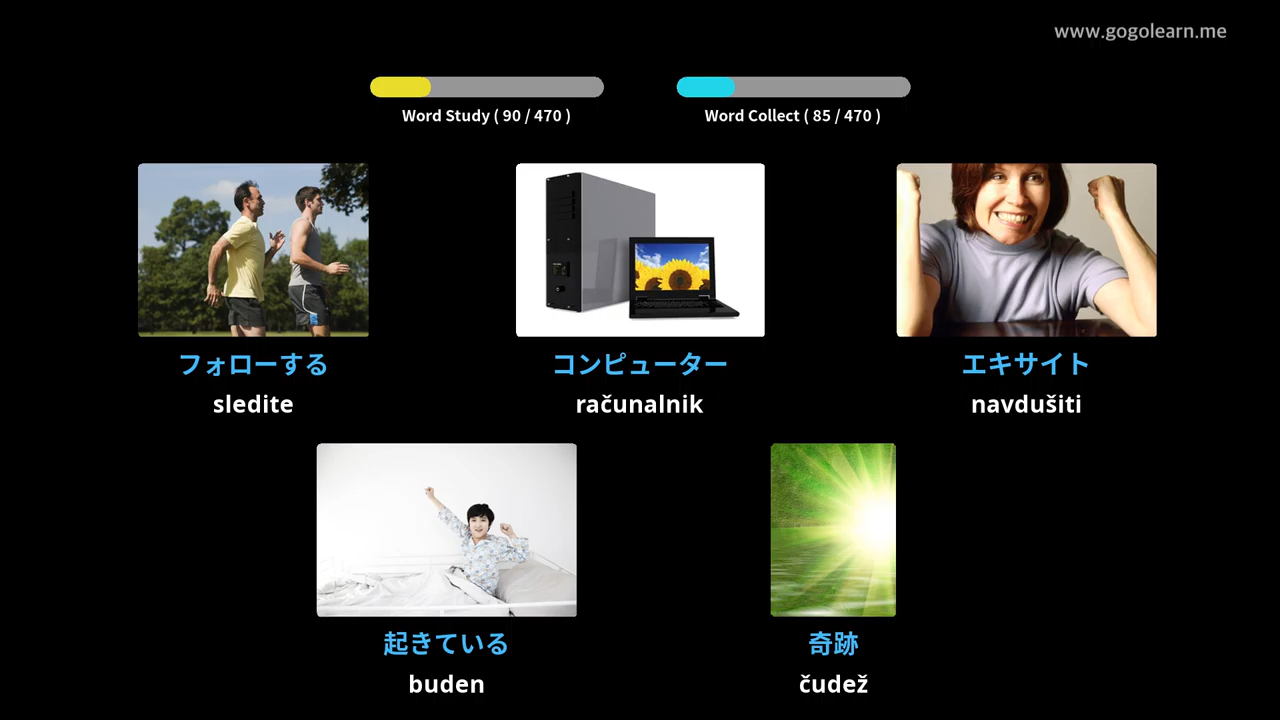 www.gogolearn.me
Word Study ( 90 / 470 )
Word Collect ( 85 / 470 )
フォローする
sledite
コンピューター
računalnik
エキサイト
navdušiti
起きている
buden
奇跡
čudež